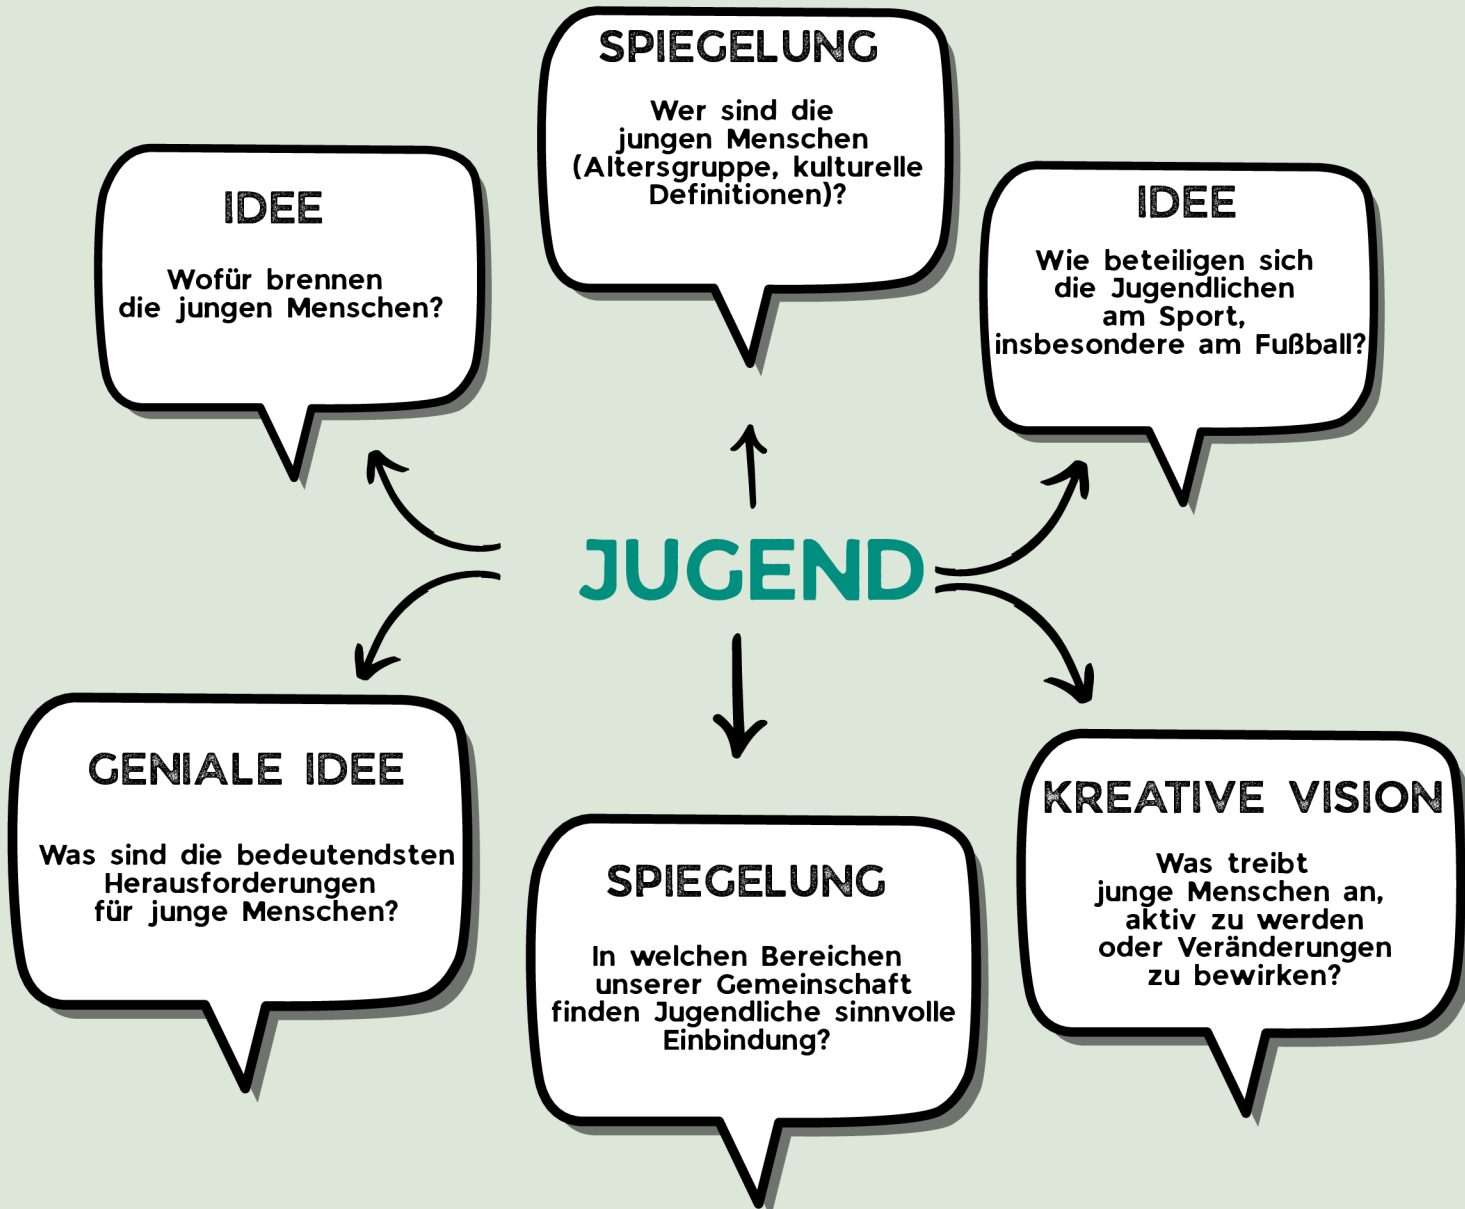 SPIEGELUNG
Wer sind die
jungen Menschen
(Altersgruppe, kulturelle
Definitionen)?
IDEE
Wofür brennen
die jungen Menschen?
IDEE
Wie beteiligen sich
die Jugendlichen
am Sport,
insbesondere am Fußball?
JUGEND
GENIALE IDEE
Was sind die bedeutendsten
Herausforderungen
für junge Menschen?
SPIEGELUNG
In welchen Bereichen
unserer Gemeinschaft
finden Jugendliche sinnvolle
Einbindung?
KREATIVE VISION
Was treibt
junge Menschen an,
aktiv zu werden
oder Veränderungen
zu bewirken?